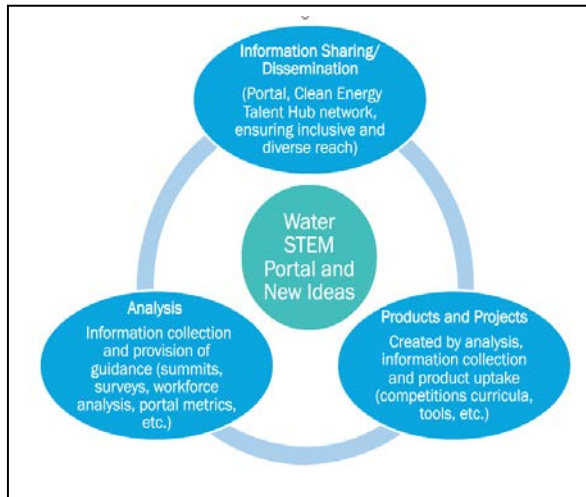 Information Sharing/
Dissemination
(Portal, Clean Energy
Talent Hub network,
ensuring inclusive and
diverse reach)
Water
STEM
Portal and
New Ideas
Analysis
Information collection
and provision of
guidance (summits,
surveys, workforce
analysis, portal metrics,
etc.)
Products and Projects
Created by analysis,
information collection
and product uptake
(competitions curricula,
tools, etc.)